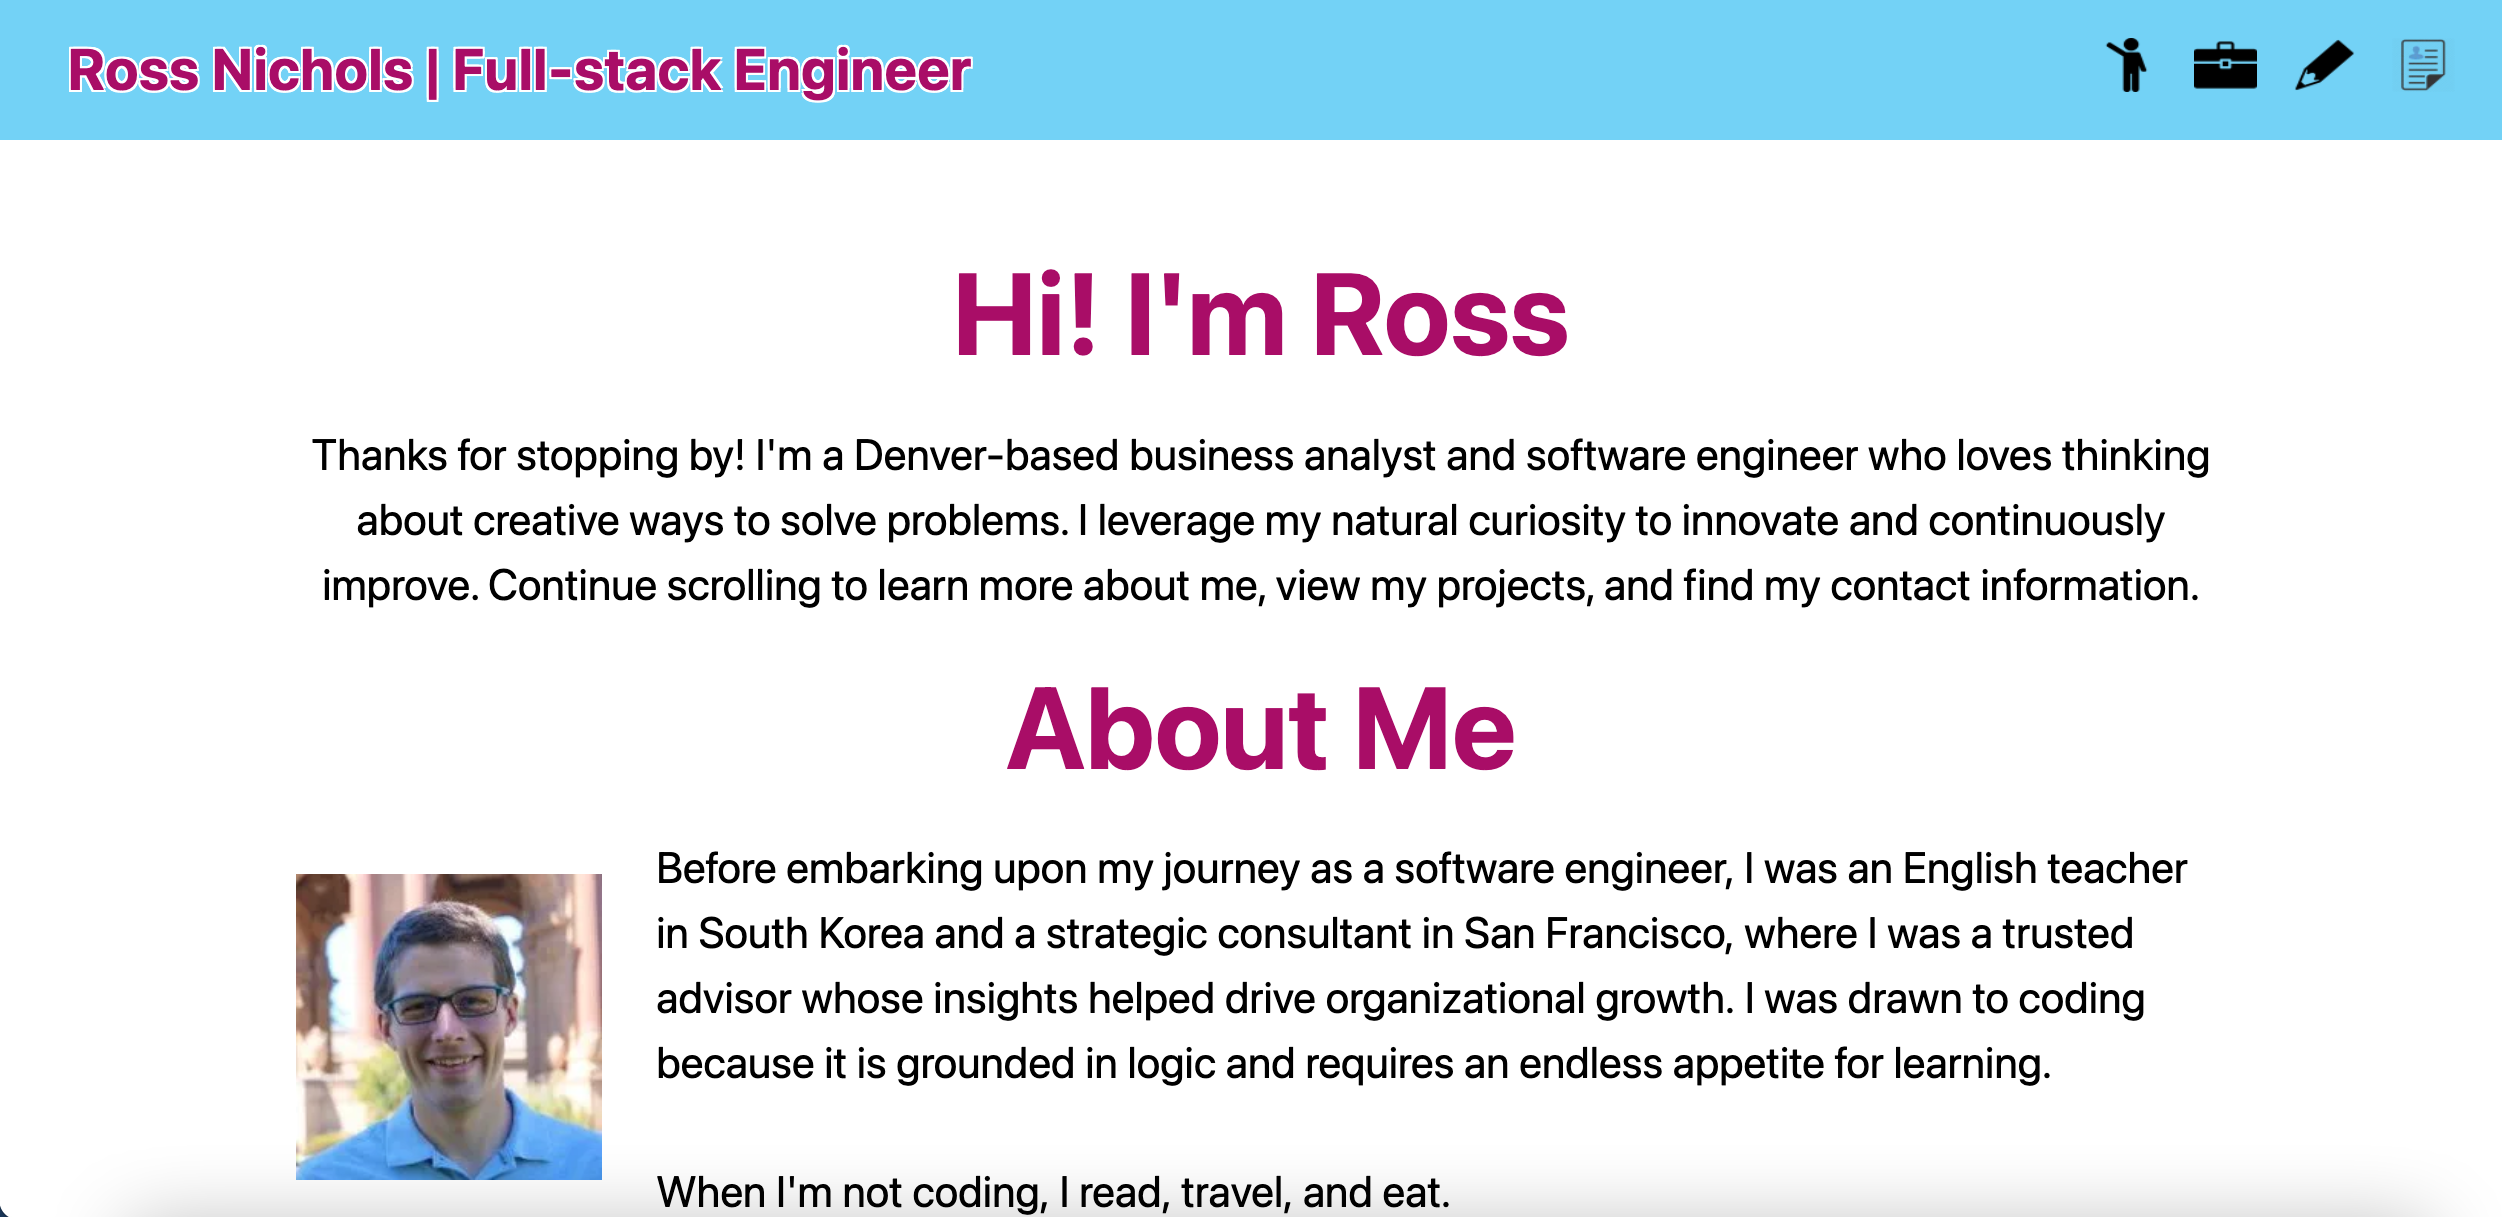 Ross Nichols | Full-stack Engineer
Hi! I'm Ross
Thanks for stopping by! I'm a Denver-based business analyst and software engineer who loves thinking
about creative ways to solve problems. I leverage my natural curiosity to innovate and continuously
improve. Continue scrolling to learn more about me, view my projects, and find my contact information.
About Me
Before embarking upon my journey as a software engineer, I was an English teacher
in South Korea and a strategic consultant in San Francisco, where I was a trusted
advisor whose insights helped drive organizational growth. I was drawn to coding
because it is grounded in logic and requires an endless appetite for learning.
When I'm not coding, I read, travel, and eat.